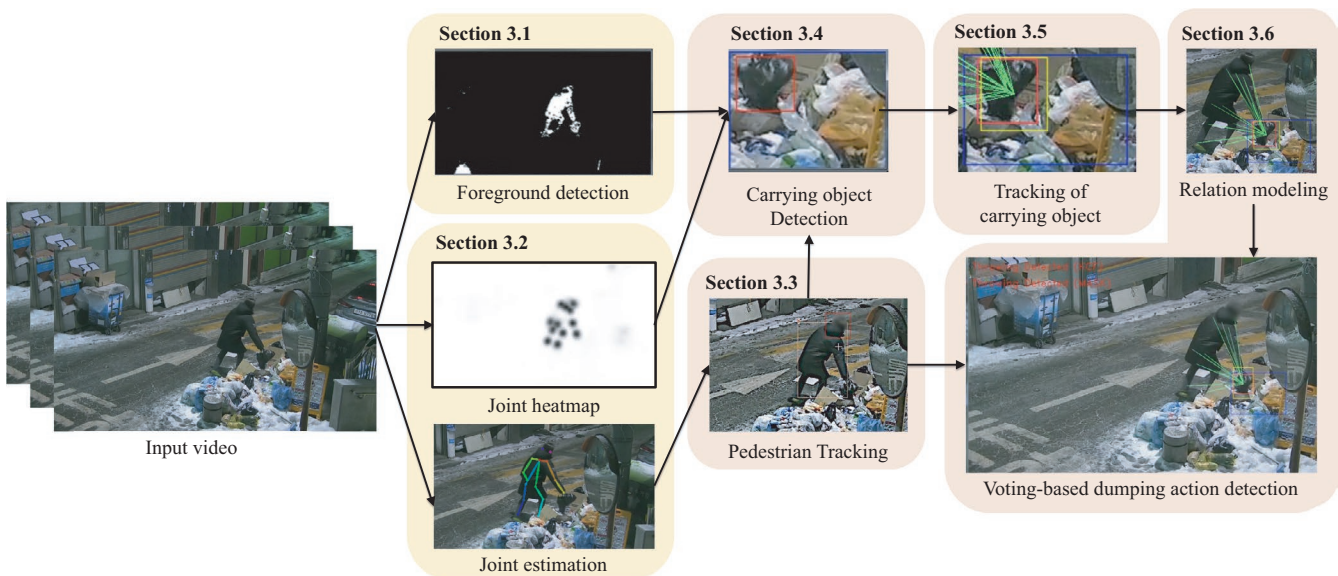 Section 3.1
Foreground detection
Section 3.2
Joint heatmap
Joint estimation
Input video
Section 3.3
Pedestrian Tracking
Section 3.4
Carrying object
Detection
Section 3.5
Tracking of
carrying object
Section 3.6
Relation modeling
Voting-based dumping action detection